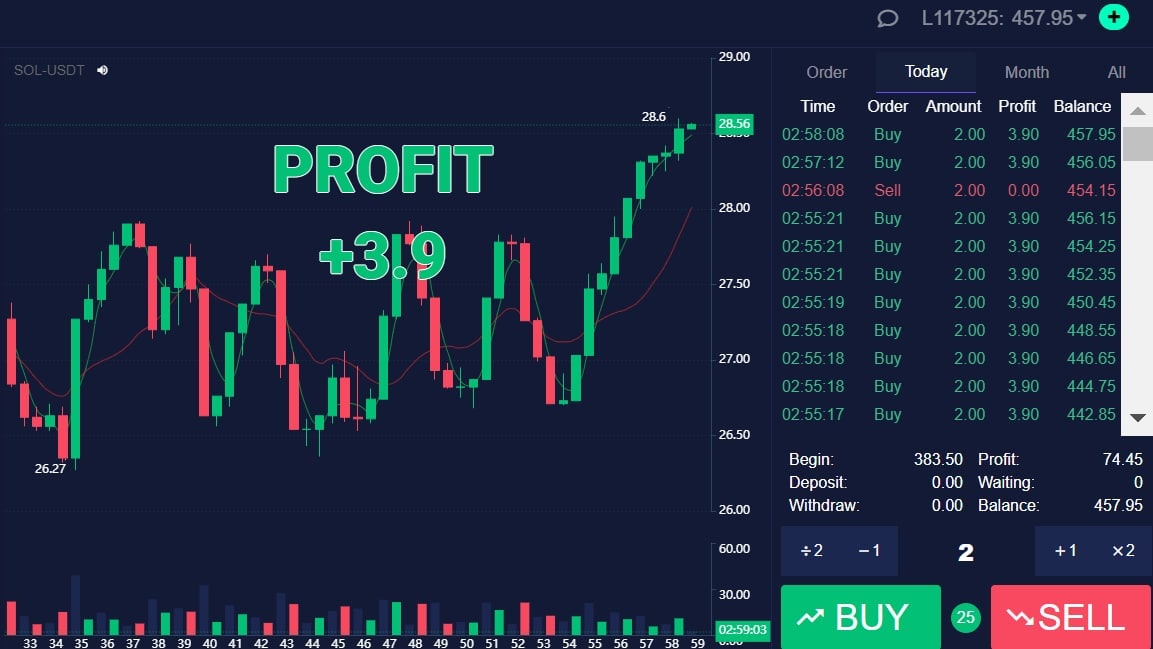 L117325: 457.95
SOL-USDT
Order Today Month All
Time Order Amount Profit Balance
02:58:08 Buy 2.00 3.90 457.95
02:57:12 Buy 2.00 3.90 456.05
02:56:08 Sell 2.00 0.00 454.15
02:55:21 Buy 2.00 3.90 456.15
02:55:21 Buy 2.00 3.90 454.25
02:55:21 Buy 2.00 3.90 452.35
02:55:19 Buy 2.00 3.90 450.45
02:55:18 Buy 2.00 3.90 448.55
02:55:18 Buy 2.00 3.90 446.65
02:55:18 Buy 2.00 3.90 444.75
02:55:17 Buy 2.00 3.90 442.85
29.00
28.6
28.56
PROFIT
28.00
+3.9
27.50
27.00
26.50
26.27
26.00
60.00
30.00
02:59:03
33 34 35 36 37 38 39 40 41 42 43 44 45 46 47 48 49 50 51 52 53 54 55 56 57 58 59
Begin: 383.50 Profit: 74.45
Deposit: 0.00 Waiting: 0
Withdraw: 0.00 Balance: 457.95
÷2 −1 2 +1 ×2
BUY 25 SELL